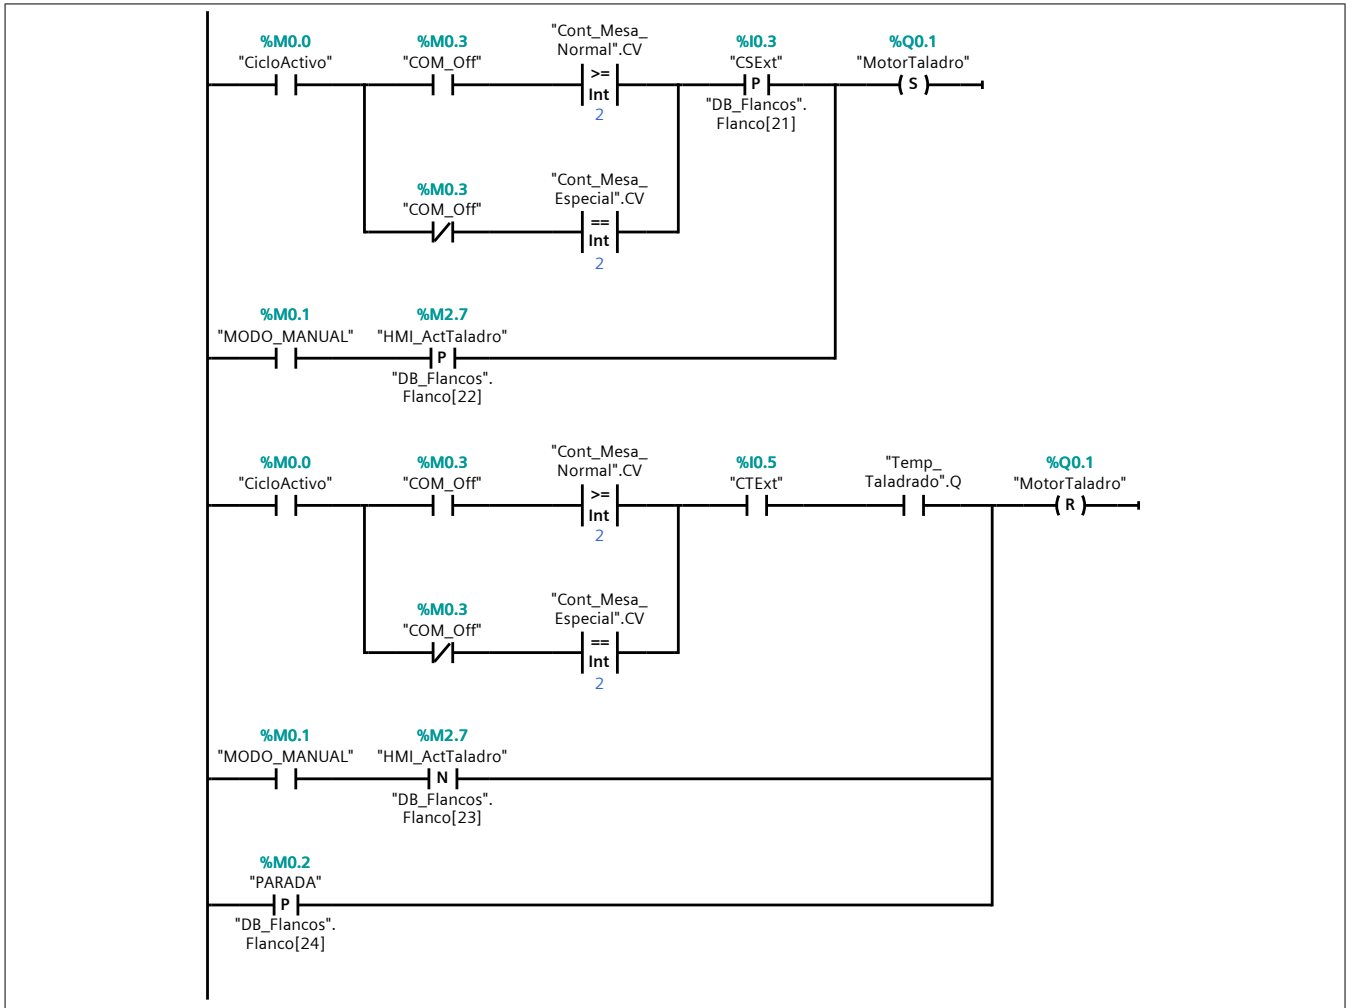 %M0.0
"CicloActivo"
%M0.3
"COM_Off"
"Cont_Mesa_
Normal".CV
>=
Int
2
%I0.3
"CSExt"
P
"DB_Flancos".
Flanco[21]
%Q0.1
"MotorTaladro"
S
%M0.3
"COM_Off"
"Cont_Mesa_
Especial".CV
==
Int
2
%M0.1
"MODO_MANUAL"
%M2.7
"HMI_ActTaladro"
P
"DB_Flancos".
Flanco[22]
%M0.0
"CicloActivo"
%M0.3
"COM_Off"
"Cont_Mesa_
Normal".CV
>=
Int
2
%I0.5
"CTExt"
"Temp_
Taladrado".Q
%Q0.1
"MotorTaladro"
R
%M0.3
"COM_Off"
"Cont_Mesa_
Especial".CV
==
Int
2
%M0.1
"MODO_MANUAL"
%M2.7
"HMI_ActTaladro"
N
"DB_Flancos".
Flanco[23]
%M0.2
"PARADA"
P
"DB_Flancos".
Flanco[24]